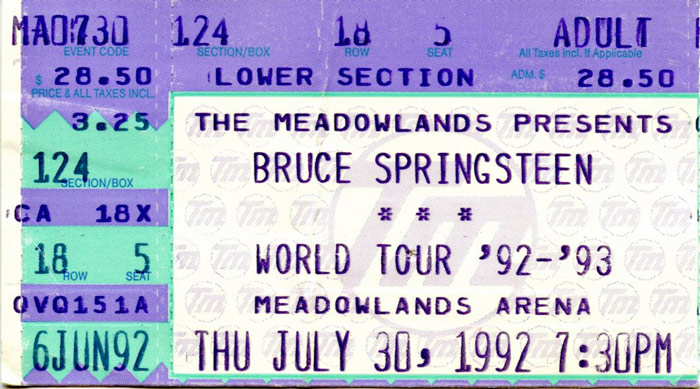 MA0730 124 18 5 ADULT
EVENT CODE SECTION/BOX ROW SEAT All Taxes Incl. If Applicable
$ 28.50 LOWER SECTION ADM. $ 28.50
PRICE & ALL TAXES INCL.
3.25 THE MEADOWLANDS PRESENTS
124 BRUCE SPRINGSTEEN
SECTION/BOX
CA 18X * * *
18 5 WORLD TOUR '92-'93
ROW SEAT
QVQ151A MEADOWLANDS ARENA
6JUN92 THU JULY 30, 1992 7:30PM